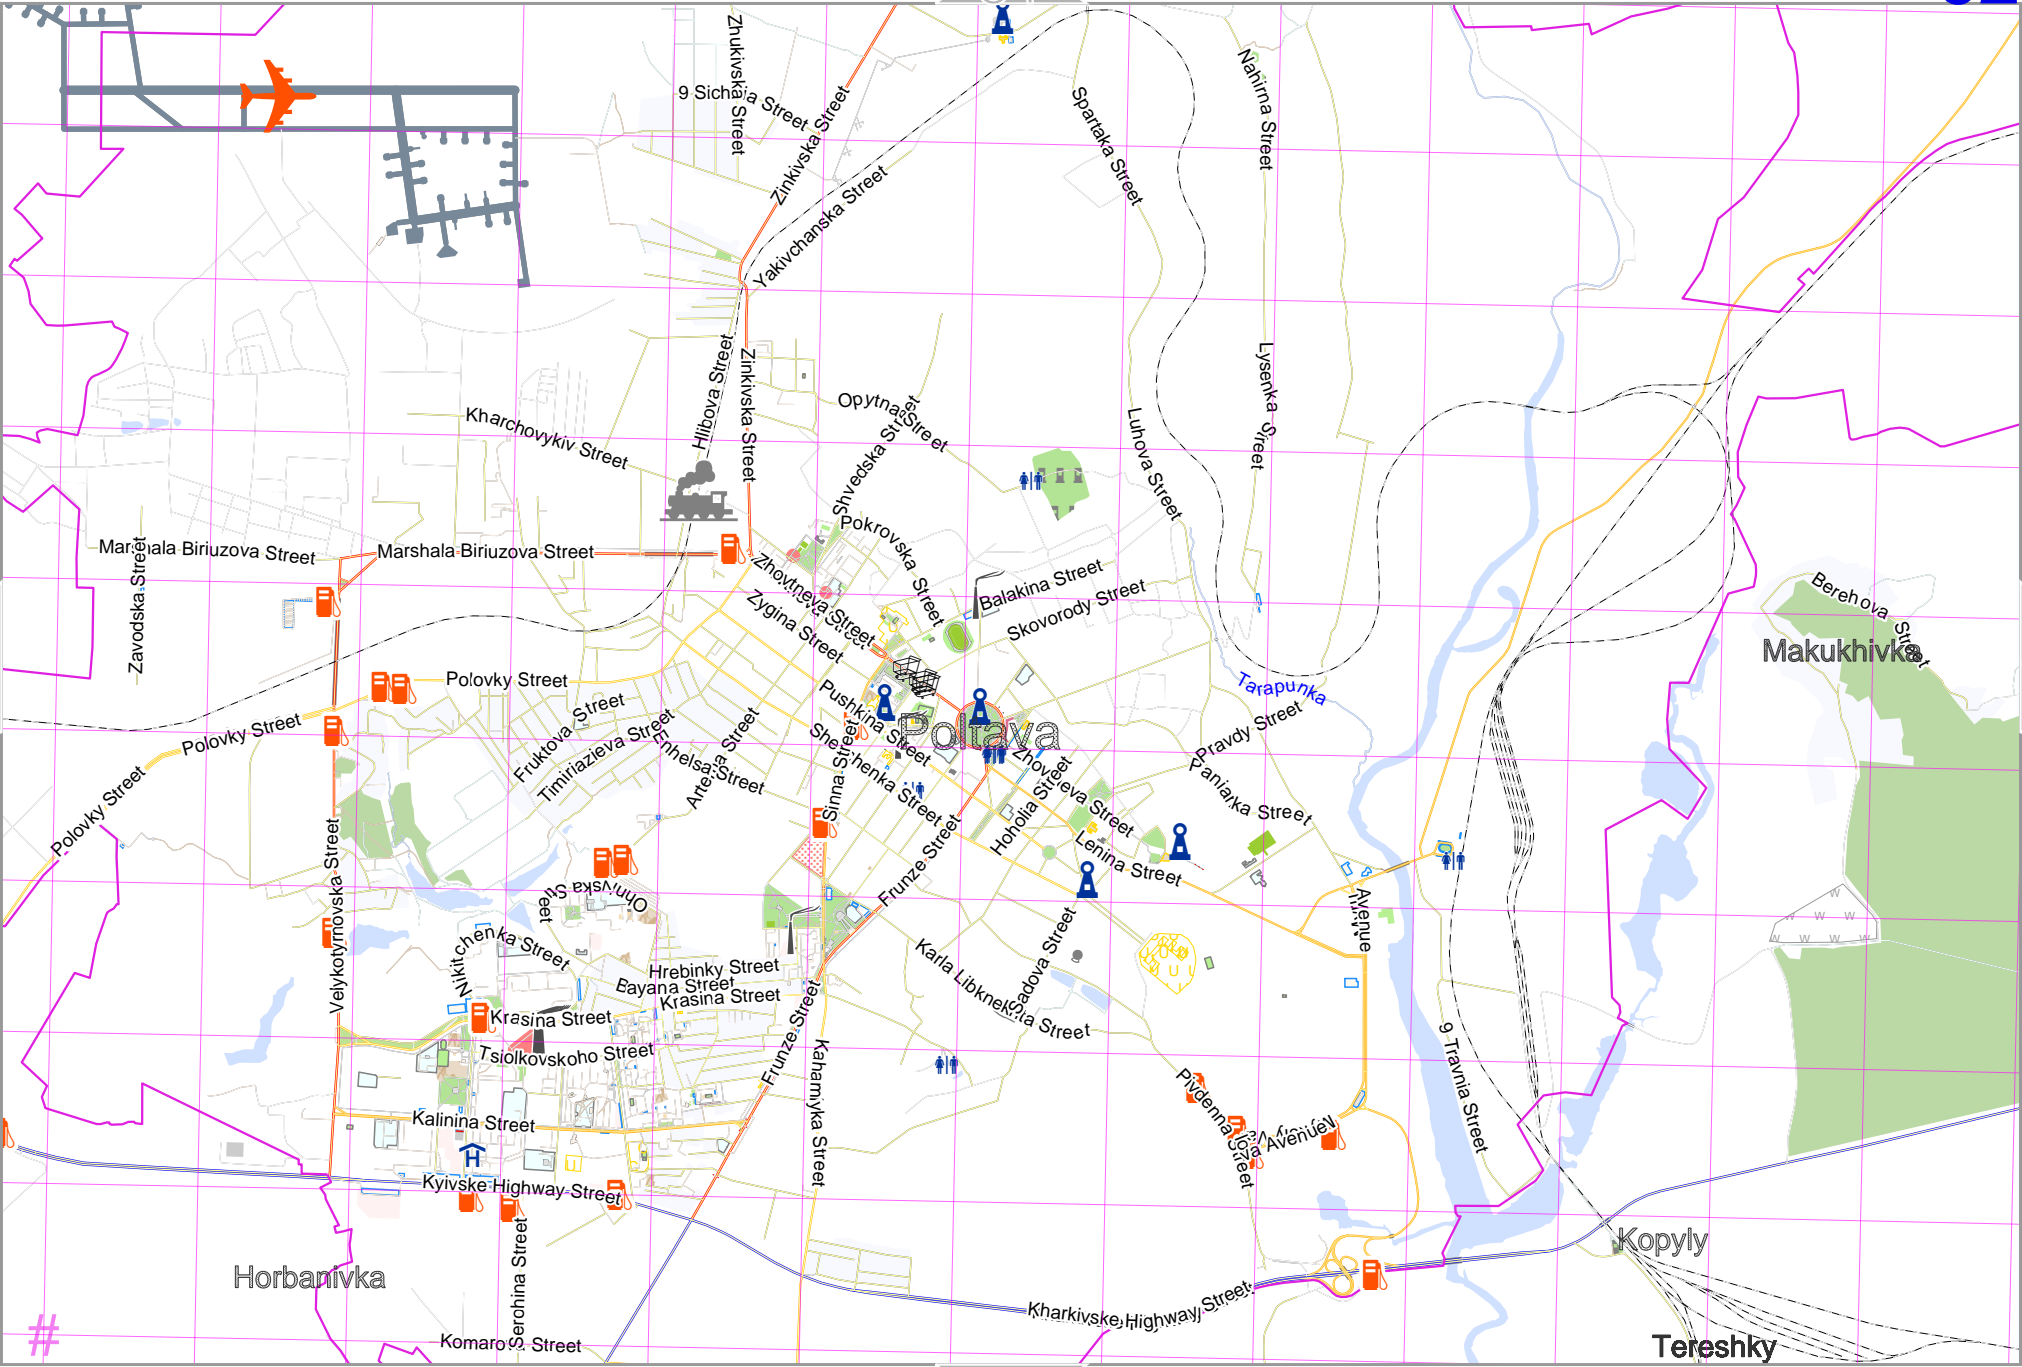 Zhukivska Street
9 Sichnia Street
Zinkivska Street
Yakivchanska Street
Spartaka Street
Nahirna Street
Hlibova Street
Zinkivska Street
Kharchovykiv Street
Opytna Street
Shvedska Street
Luhova Street
Lysenka Street
Pokrovska Street
Marshala Biriuzova Street
Marshala Biriuzova Street
Zavodska Street
Zhovtneva Street
Zygina Street
Balakina Street
Skovorody Street
Berehova Street
Makukhivka
Tarapunka
Polovky Street
Polovky Street
Polovky Street
Fruktova Street
Timiriazieva Street
Enhelsa Street
Artema Street
Pushkina Street
Shevchenka Street
Sinna Street
Poltava
Zhovtneva Street
Hoholia Street
Pravdy Street
Panianka Street
Lenina Street
Frunze Street
Velykotyrnovska Street
Ohnivska Street
Nikitchenka Street
Hrebinky Street
Bayana Street
Krasina Street
Krasina Street
Tsiolkovskoho Street
Karla Libknekhta Street
Sadova Street
Avenue
Frunze Street
Kahamlyka Street
9 Travnia Street
Pivdenna Street
Avenue
Kalinina Street
Kyivske Highway Street
Serohina Street
Horbanivka
Kopyly
Kharkivske Highway Street
Street
Tereshky
#